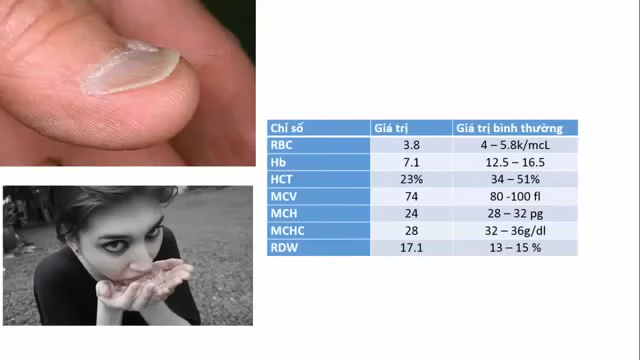 Chỉ số Giá trị Giá trị bình thường
RBC 3.8 4 – 5.8k/mcL
Hb 7.1 12.5 – 16.5
HCT 23% 34 – 51%
MCV 74 80 -100 fl
MCH 24 28 – 32 pg
MCHC 28 32 – 36g/dl
RDW 17.1 13 – 15 %